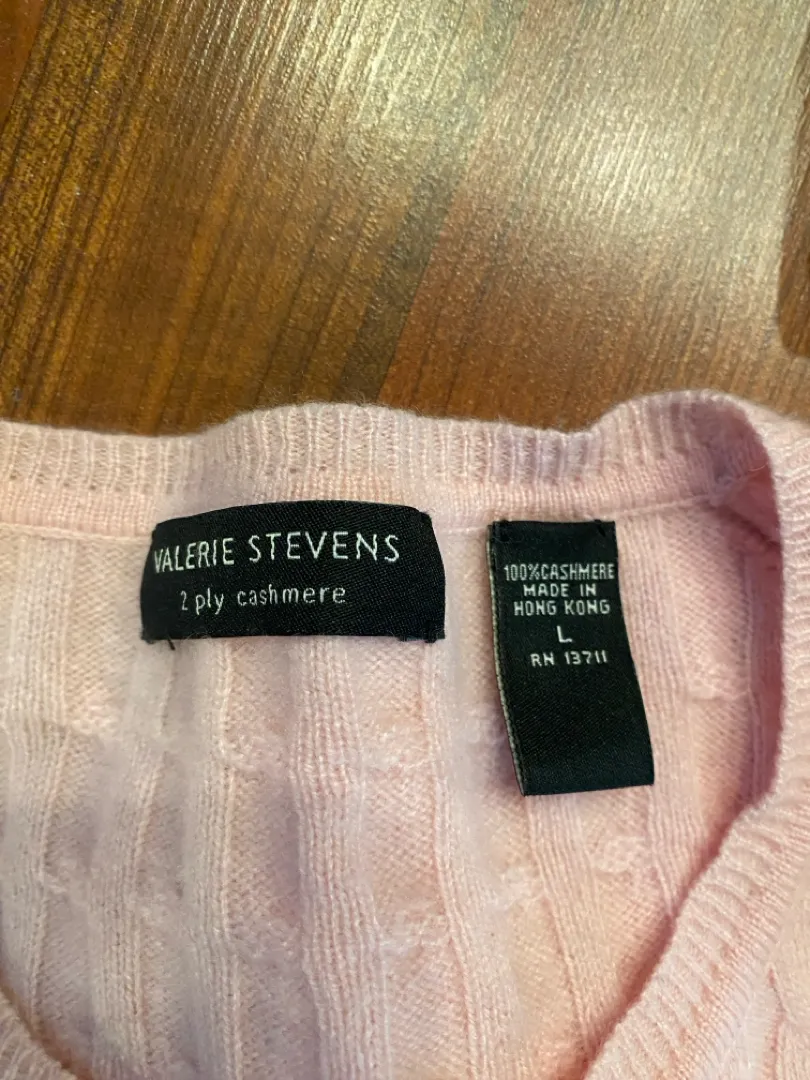 VALERIE STEVENS
2 ply cashmere
100%CASHMERE
MADE IN
HONG KONG
L
RN 13711